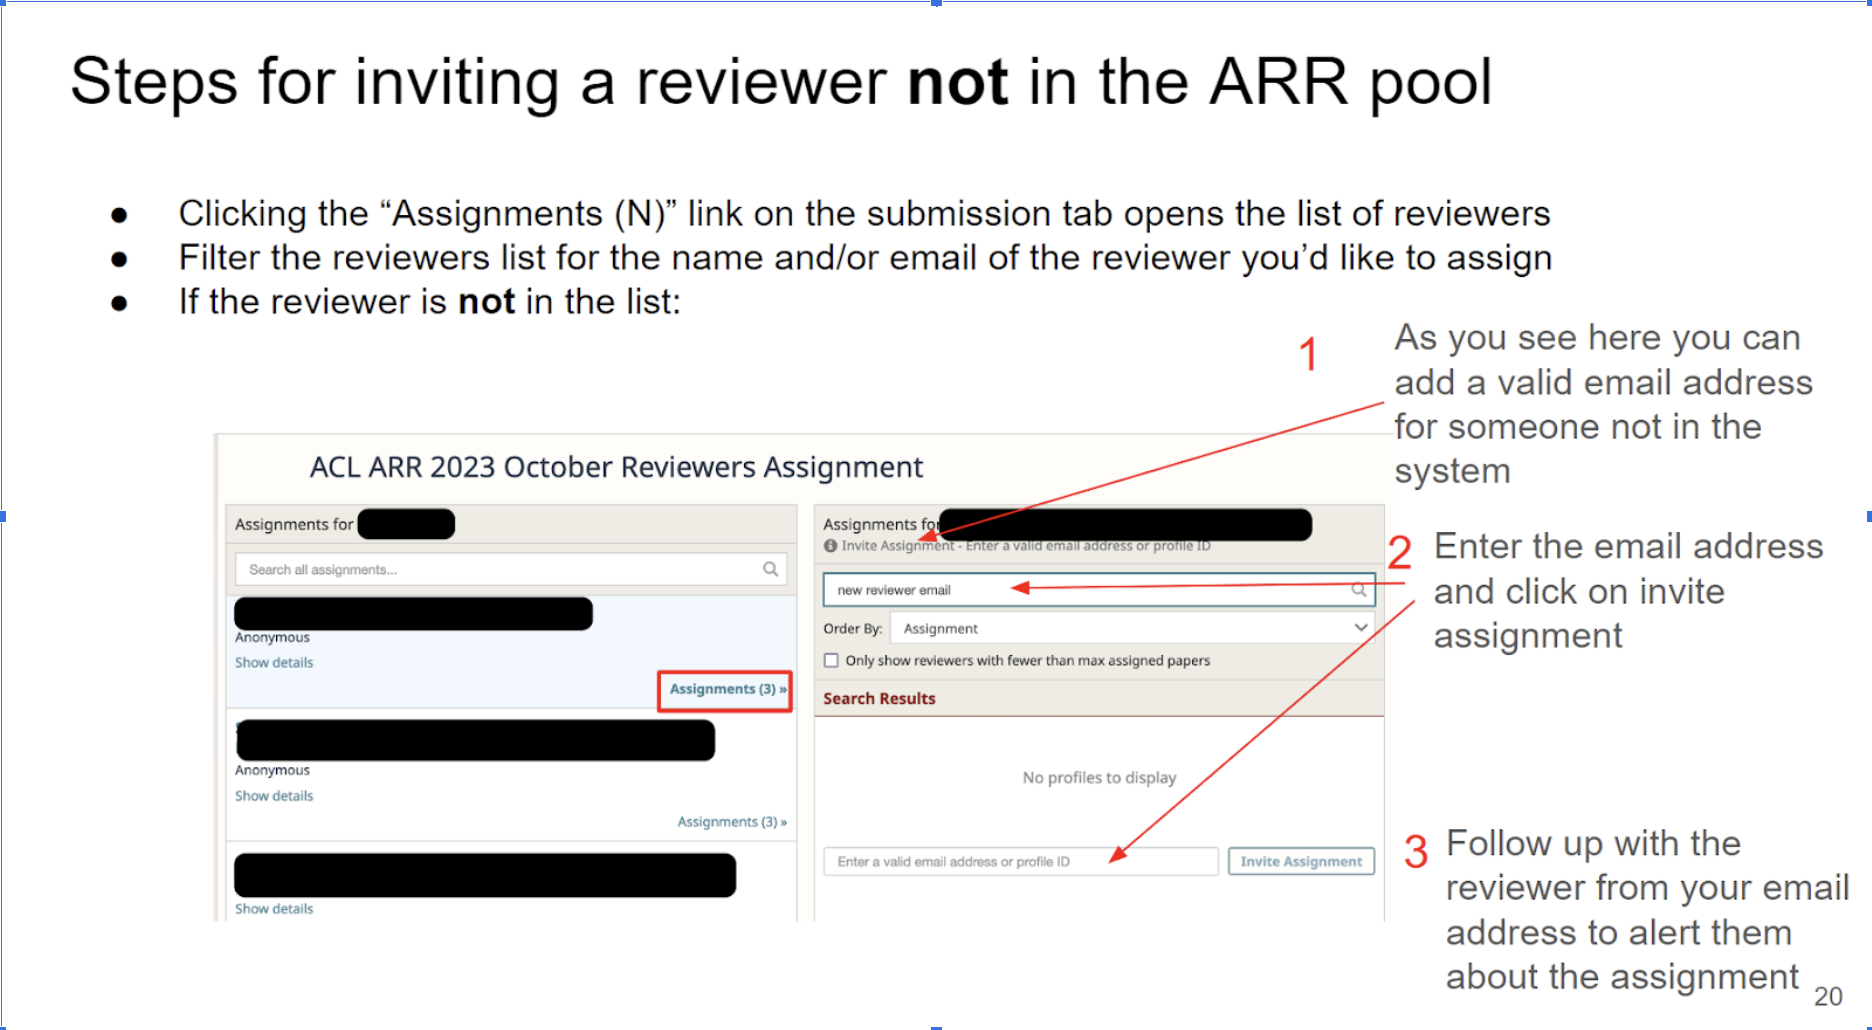 Steps for inviting a reviewer not in the ARR pool
● Clicking the “Assignments (N)” link on the submission tab opens the list of reviewers
● Filter the reviewers list for the name and/or email of the reviewer you’d like to assign
● If the reviewer is not in the list:
1
As you see here you can
add a valid email address
for someone not in the
system
ACL ARR 2023 October Reviewers Assignment
Assignments for
Search all assignments...
Anonymous
Show details
Assignments (3) »
Anonymous
Show details
Assignments (3) »
Show details
Assignments for
Invite Assignment - Enter a valid email address or profile ID
new reviewer email
Order By: Assignment
Only show reviewers with fewer than max assigned papers
Search Results
No profiles to display
Enter a valid email address or profile ID
Invite Assignment
2
Enter the email address
and click on invite
assignment
3
Follow up with the
reviewer from your email
address to alert them
about the assignment
20